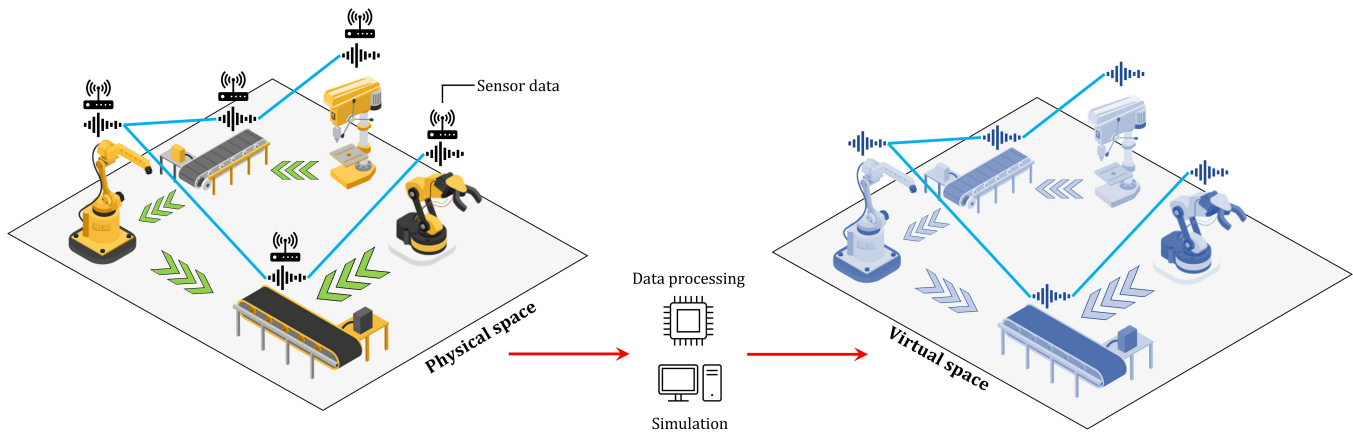 Sensor data
Physical space
Data processing
Simulation
Virtual space